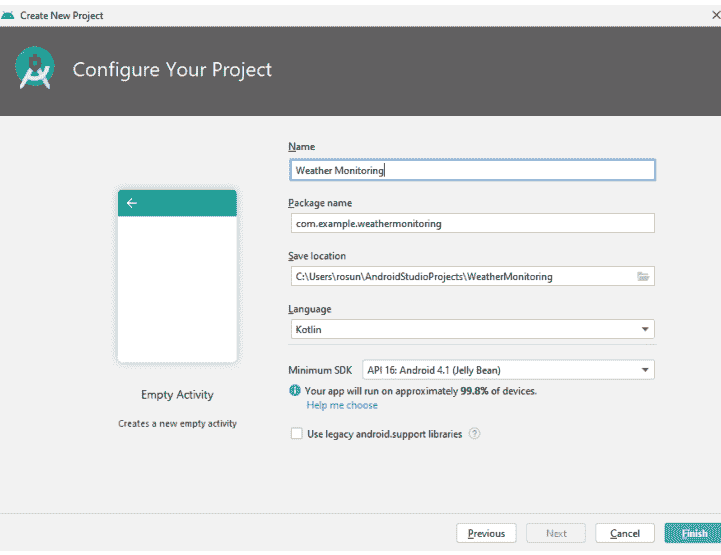 Create New Project
Configure Your Project
Name
Weather Monitoring
Package name
com.example.weathermonitoring
Save location
C:\Users\rosun\AndroidStudioProjects\WeatherMonitoring
Language
Kotlin
Minimum SDK API 16: Android 4.1 (Jelly Bean)
Your app will run on approximately 99.8% of devices.
Help me choose
Use legacy android.support libraries ?
Empty Activity
Creates a new empty activity
Previous Next Cancel Finish